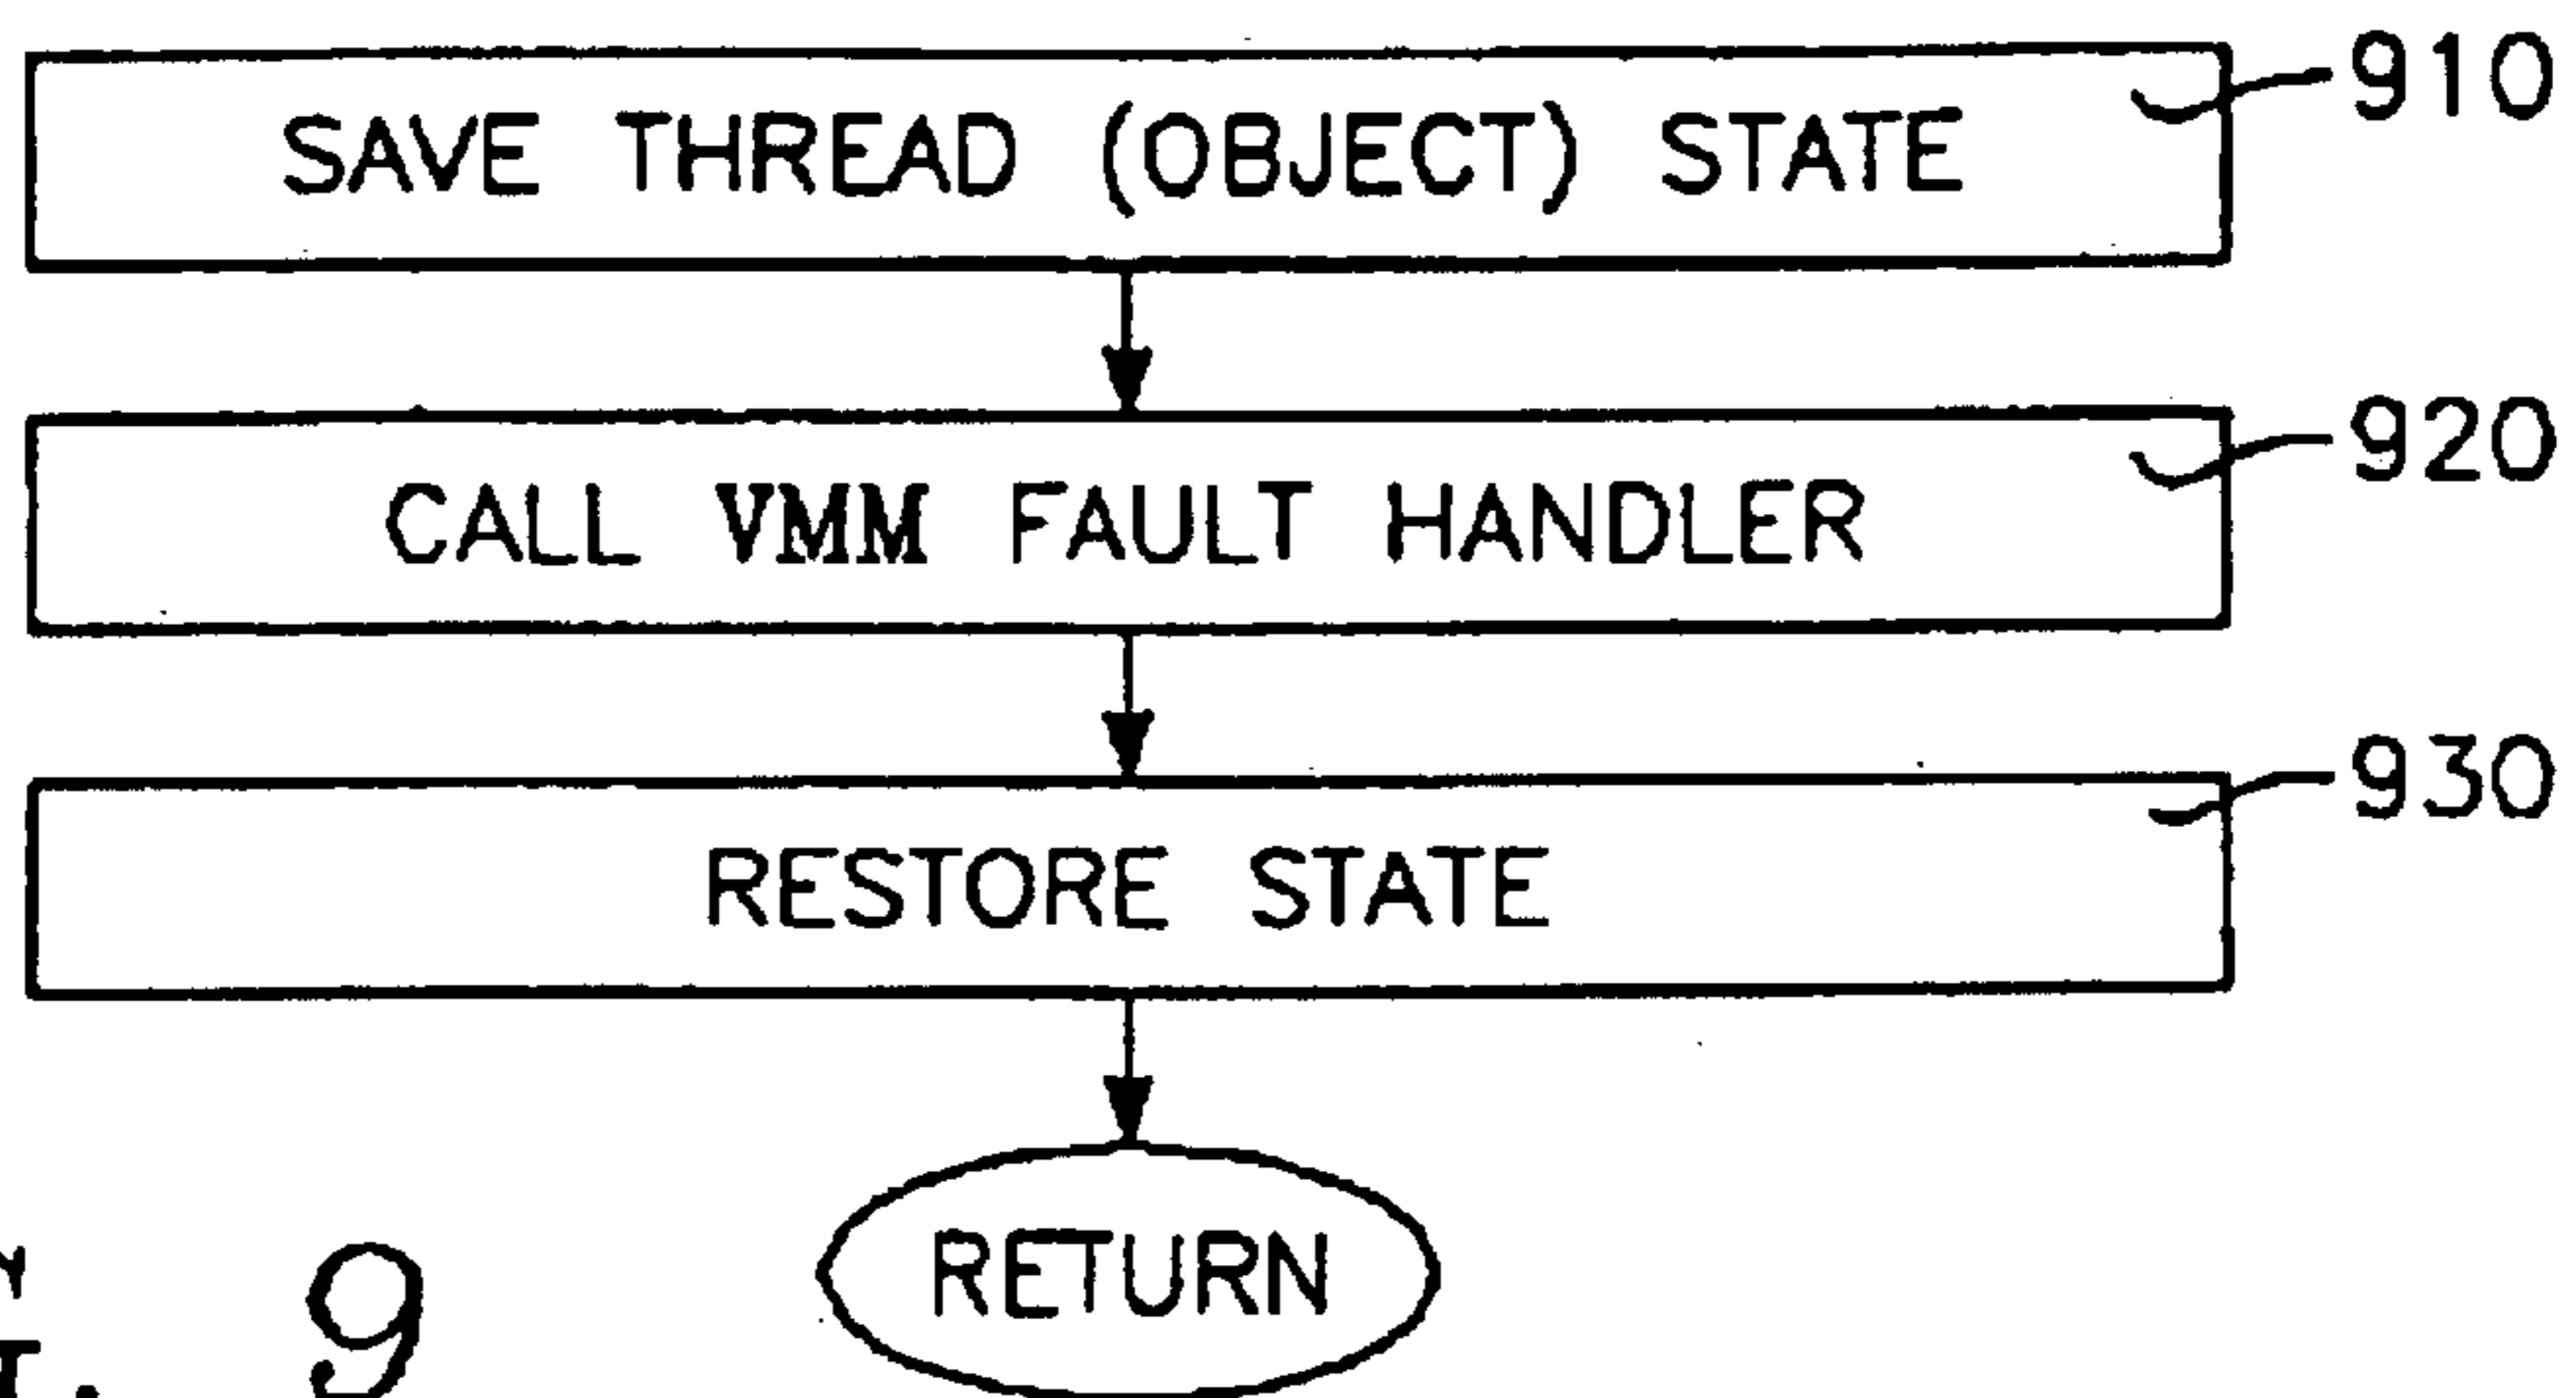 SAVE THREAD (OBJECT) STATE
910
CALL VMM FAULT HANDLER
920
RESTORE STATE
930
RETURN
9